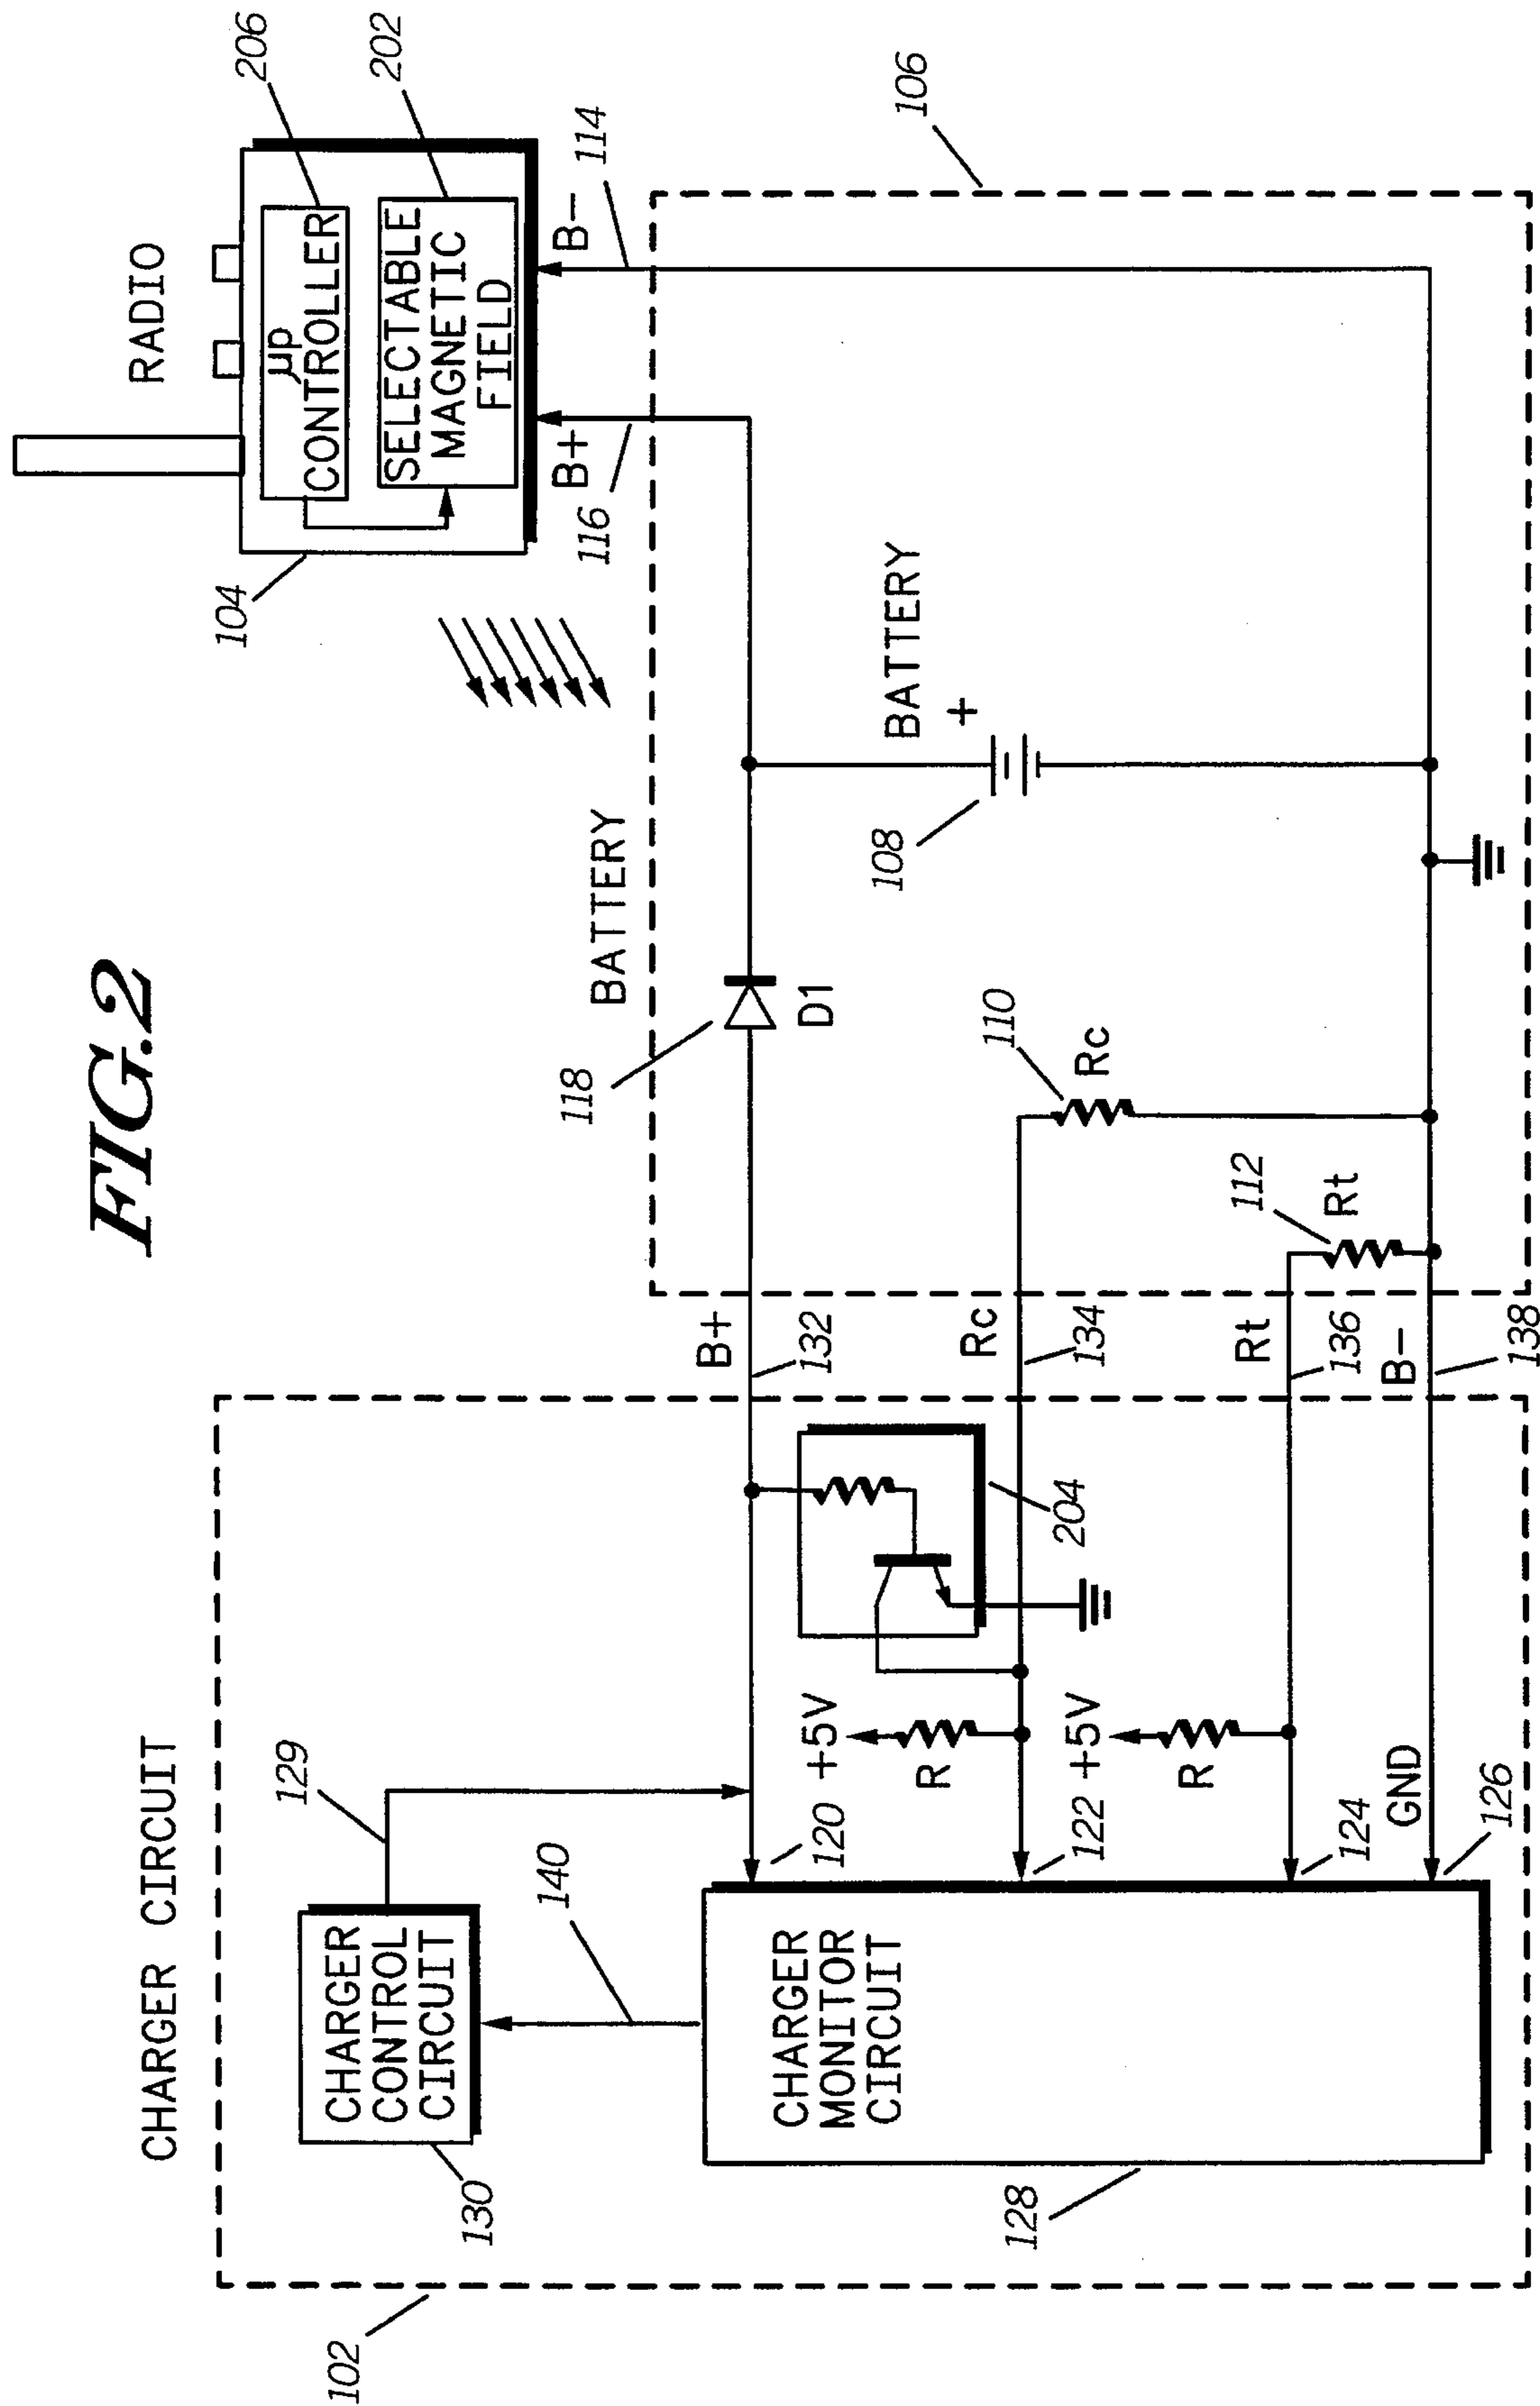 FIG.2
CHARGER CIRCUIT
102
CHARGER
CONTROL
CIRCUIT
130
129
140
CHARGER
MONITOR
CIRCUIT
128
120
+5V
R
122
+5V
R
124
GND
126
204
B+
132
Rc
134
Rt
136
B-
138
BATTERY
118
D1
110
Rc
112
Rt
108
BATTERY
+
106
RADIO
104
µp
CONTROLLER
206
SELECTABLE
MAGNETIC
FIELD
202
B+
116
B-
114